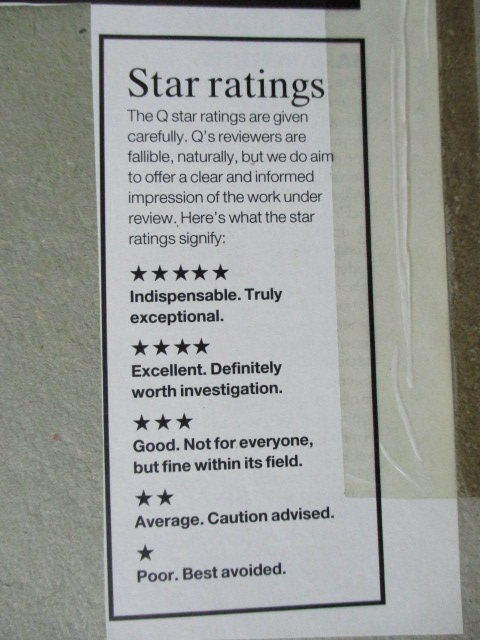 Star ratings
The Q star ratings are given
carefully. Q's reviewers are
fallible, naturally, but we do aim
to offer a clear and informed
impression of the work under
review. Here's what the star
ratings signify:
★★★★★
Indispensable. Truly
exceptional.
★★★★
Excellent. Definitely
worth investigation.
★★★
Good. Not for everyone,
but fine within its field.
★★
Average. Caution advised.
★
Poor. Best avoided.